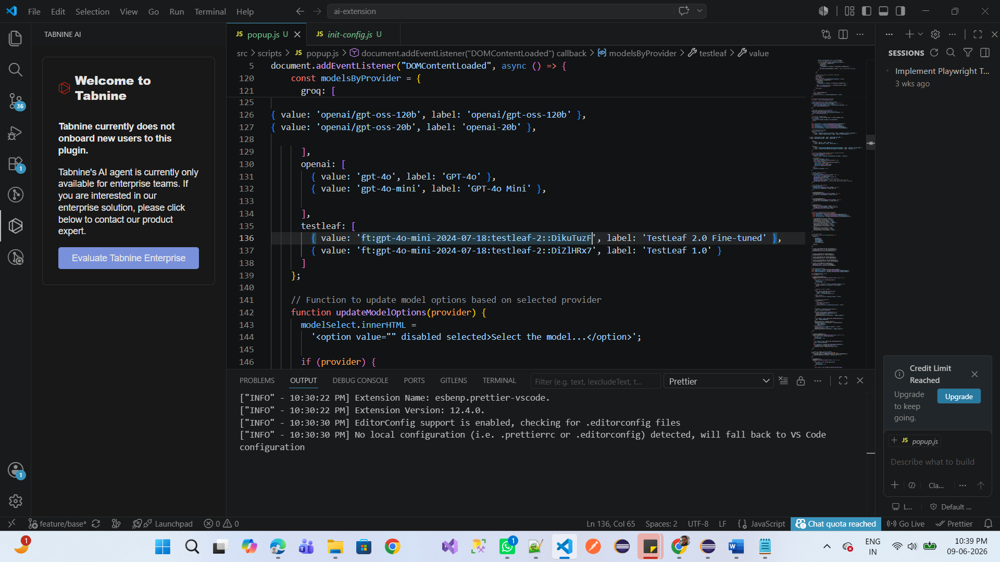 File Edit Selection View Go Run Terminal Help
ai-extension
TABNINE AI
Welcome to
Tabnine
Tabnine currently does not
onboard new users to this
plugin.
Tabnine's AI agent is currently only
available for enterprise teams. If
you are interested in our
enterprise solution, please click
below to contact our product
expert.
Evaluate Tabnine Enterprise
36
1
1
JS popup.js U
JS init-config.js U
src > scripts > JS popup.js > document.addEventListener("DOMContentLoaded") callback > modelsByProvider > testleaf > value
5 document.addEventListener("DOMContentLoaded", async () => {
120 const modelsByProvider = {
121 groq: [
125
126 { value: 'openai/gpt-oss-120b', label: 'openai/gpt-oss-120b' },
127 { value: 'openai/gpt-oss-20b', label: 'openai-20b' },
128
129 ],
130 openai: [
131 { value: 'gpt-4o', label: 'GPT-4o' },
132 { value: 'gpt-4o-mini', label: 'GPT-4o Mini' },
133
134 ],
135 testleaf: [
136 { value: 'ft:gpt-4o-mini-2024-07-18:testleaf-2::DikuTuzF', label: 'TestLeaf 2.0 Fine-tuned' },
137 { value: 'ft:gpt-4o-mini-2024-07-18:testleaf-2::DiZlHRx7', label: 'TestLeaf 1.0' }
138 ]
139 };
140
141 // Function to update model options based on selected provider
142 function updateModelOptions(provider) {
143 modelSelect.innerHTML =
144 '<option value="" disabled selected>Select the model...</option>';
145
146 if (provider) {
PROBLEMS OUTPUT DEBUG CONSOLE PORTS GITLENS TERMINAL
Filter (e.g. text, !excludeText, t...
Prettier
["INFO" - 10:30:22 PM] Extension Name: esbenp.prettier-vscode.
["INFO" - 10:30:22 PM] Extension Version: 12.4.0.
["INFO" - 10:30:30 PM] EditorConfig support is enabled, checking for .editorconfig files
["INFO" - 10:30:30 PM] No local configuration (i.e. .prettierrc or .editorconfig) detected, will fall back to VS Code
configuration
SESSIONS
Implement Playwright T...
3 wks ago
Credit Limit
Reached
Upgrade
to keep
going.
Upgrade
JS popup.js
Describe what to build
Cla...
L...
Default ...
feature/base*
Launchpad
0 0
Ln 136, Col 65
Spaces: 2
UTF-8
LF
{ } JavaScript
Chat quota reached
Go Live
Prettier
1
1
ENG
IN
10:39 PM
09-06-2026